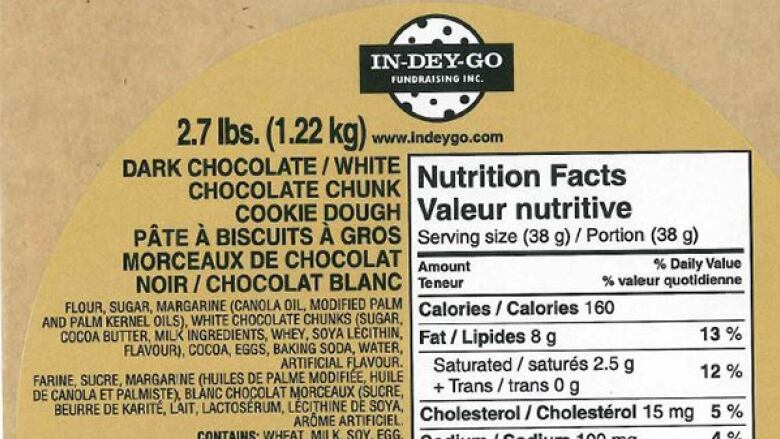 IN-DEY-GO
FUNDRAISING INC.
2.7 lbs. (1.22 kg) www.indeygo.com
DARK CHOCOLATE / WHITE
CHOCOLATE CHUNK
COOKIE DOUGH
PÂTE À BISCUITS À GROS
MORCEAUX DE CHOCOLAT
NOIR / CHOCOLAT BLANC
FLOUR, SUGAR, MARGARINE (CANOLA OIL, MODIFIED PALM
AND PALM KERNEL OILS), WHITE CHOCOLATE CHUNKS (SUGAR,
COCOA BUTTER, MILK INGREDIENTS, WHEY, SOYA LECITHIN,
FLAVOUR), COCOA, EGGS, BAKING SODA, WATER,
ARTIFICIAL FLAVOUR.
FARINE, SUCRE, MARGARINE (HUILES DE PALME MODIFIÉE, HUILE
DE CANOLA ET PALMISTE), BLANC CHOCOLAT MORCEAUX (SUCRE,
BEURRE DE KARITÉ, LAIT, LACTOSÉRUM, LÉCITHINE DE SOYA,
ARÔME ARTIFICIEL.
CONTAINS: WHEAT, MILK, SOY, EGG.
Nutrition Facts
Valeur nutritive
Serving size (38 g) / Portion (38 g)
Amount % Daily Value
Teneur % valeur quotidienne
Calories / Calories 160
Fat / Lipides 8 g 13 %
Saturated / saturés 2.5 g 12 %
+ Trans / trans 0 g
Cholesterol / Cholestérol 15 mg 5 %
Sodium / Sodium 100 mg 4 %